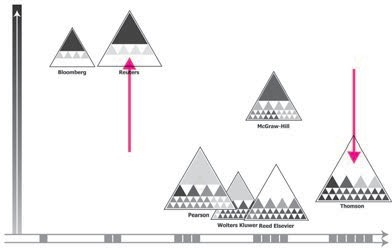 Bloomberg
Reuters
McGraw-Hill
Pearson
Wolters Kluwer
Reed Elsevier
Thomson